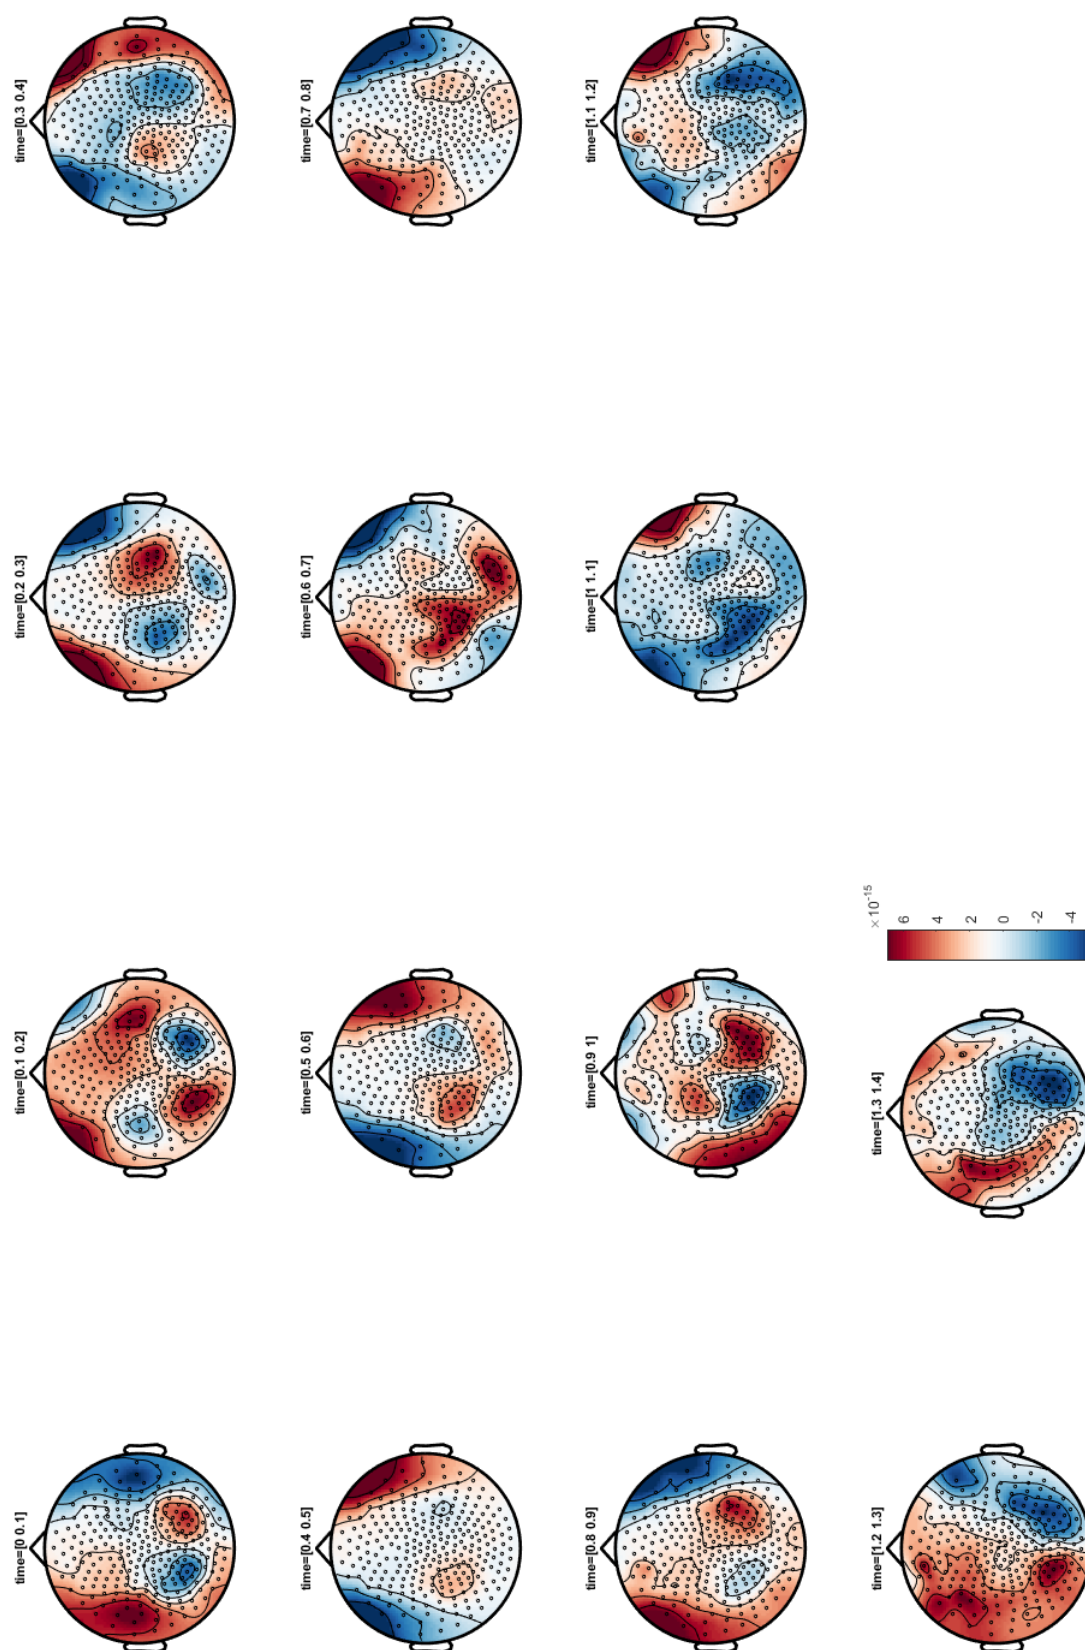 time=[0 0.1]
time=[0.1 0.2]
time=[0.2 0.3]
time=[0.3 0.4]
time=[0.4 0.5]
time=[0.5 0.6]
time=[0.6 0.7]
time=[0.7 0.8]
time=[0.8 0.9]
time=[0.9 1]
time=[1 1.1]
time=[1.1 1.2]
time=[1.2 1.3]
time=[1.3 1.4]
×10-15
6
4
2
0
-2
-4